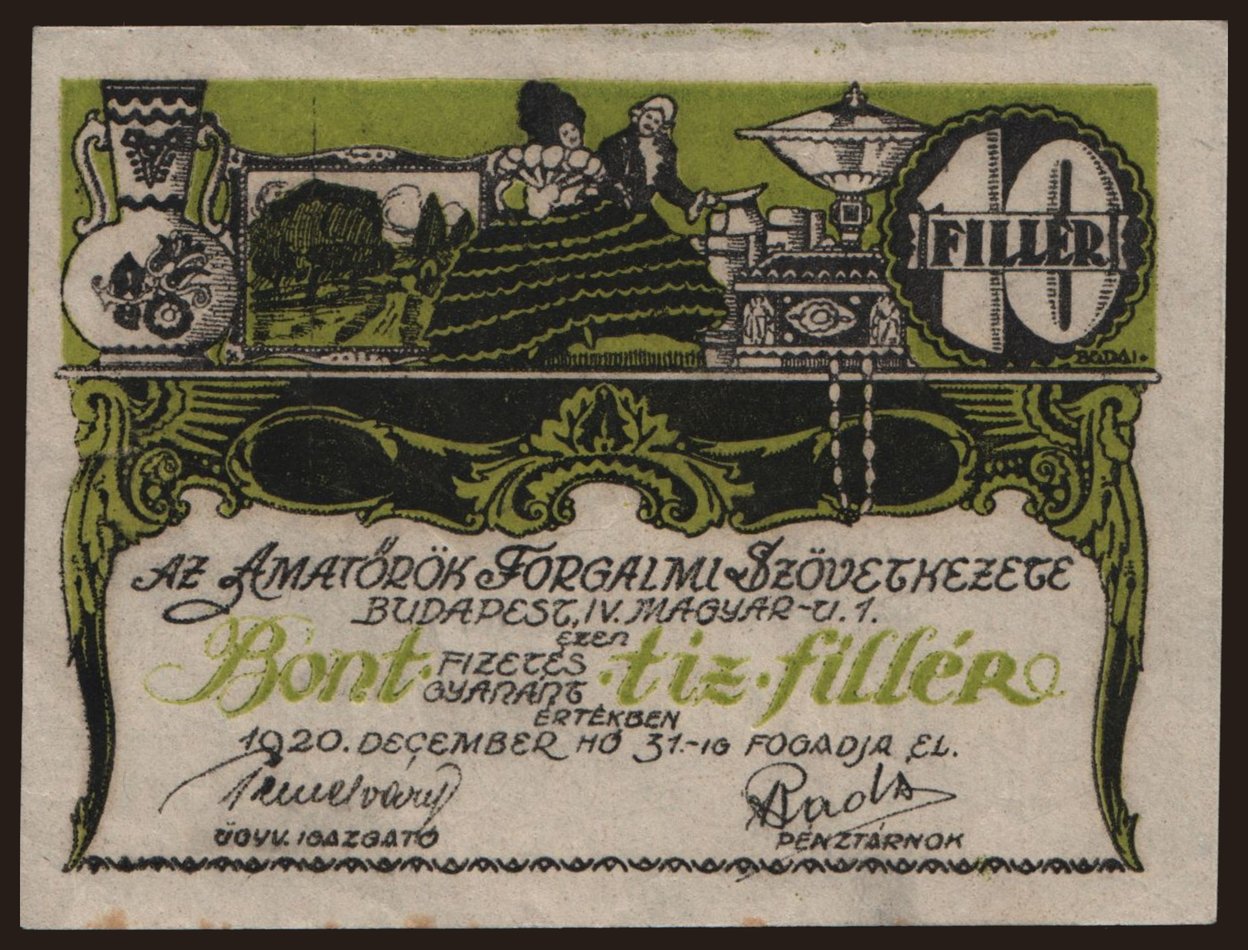 10
FILLÉR
BODAI.
AZ AMATŐRÖK FORGALMI SZÖVETKEZETE
BUDAPEST, IV. MAGYAR-U. 1.
EZEN
Bont · FIZETÉS · tiz · fillér
GYANÁNT
ÉRTÉKBEN
1920. DECEMBER HÓ 31.-IG FOGADJA EL.
ÜGYV. IGAZGATÓ PÉNZTÁRNOK